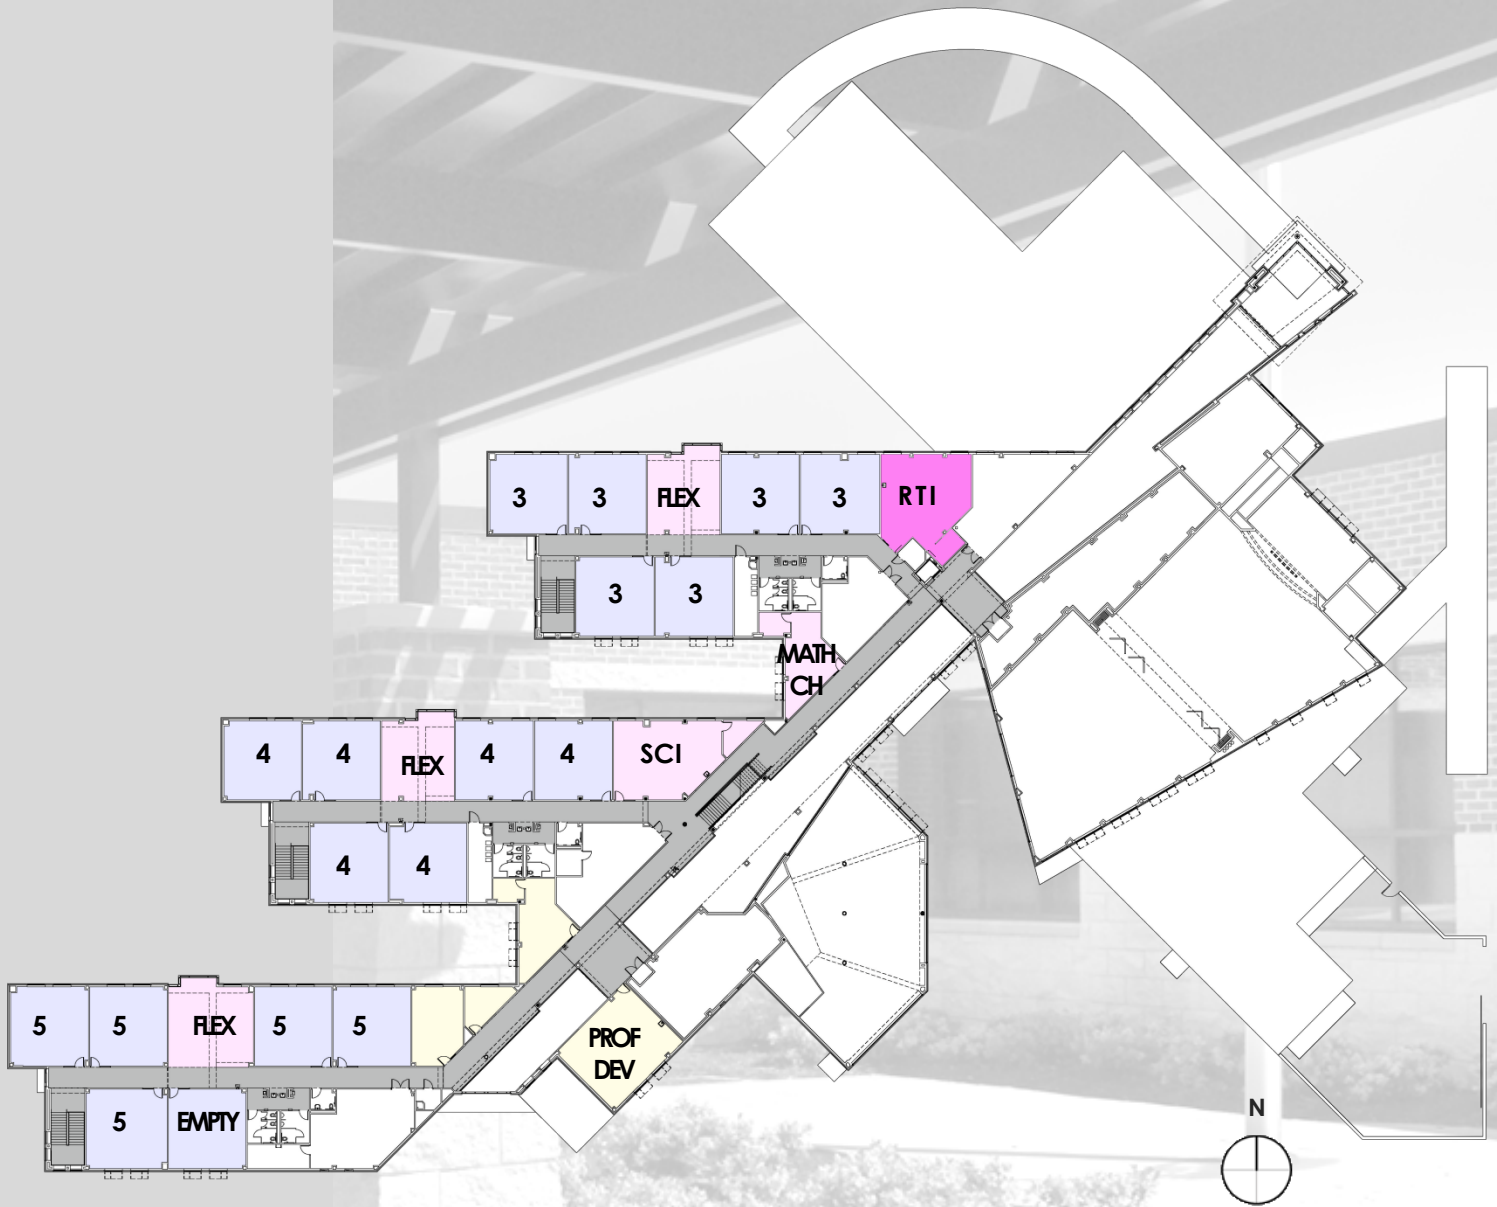 3 3 FLEX 3 3 RTI
3 3
MATH
CH
4 4 FLEX 4 4 SCI
4 4
5 5 FLEX 5 5
PROF
DEV
5 EMPTY
N